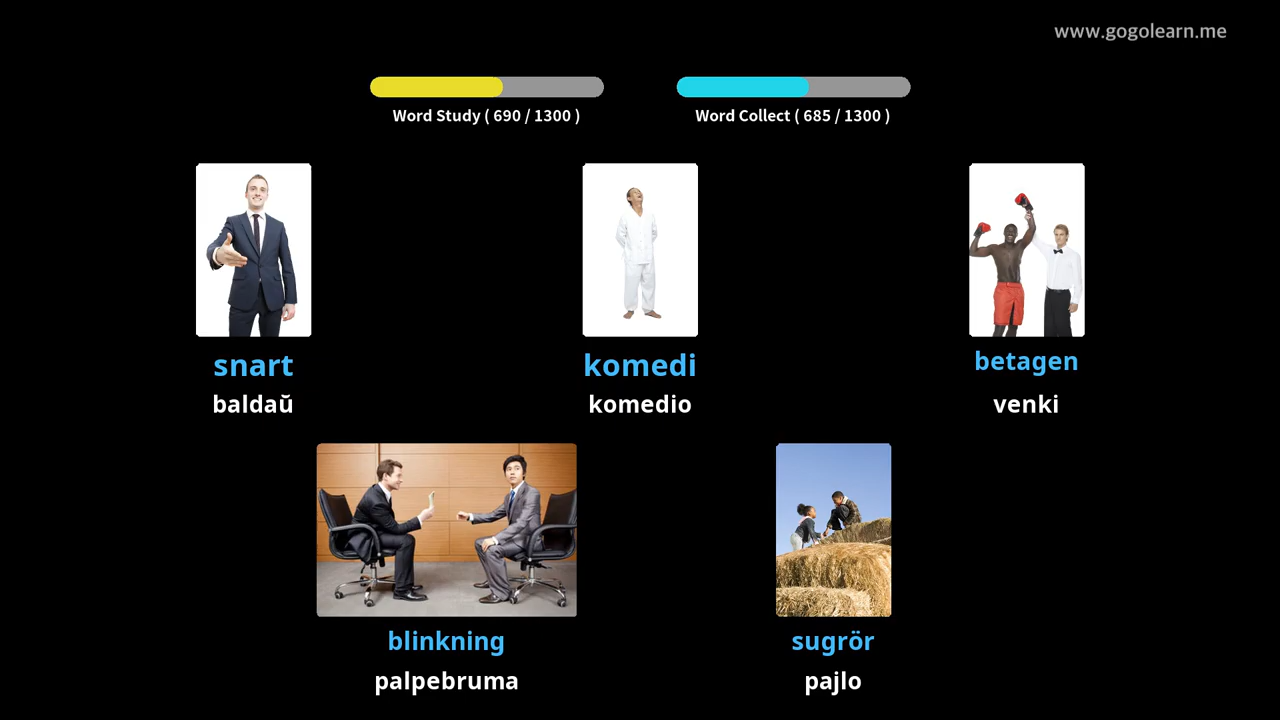 www.gogolearn.me
Word Study ( 690 / 1300 )
Word Collect ( 685 / 1300 )
snart
baldaŭ
komedi
komedio
betagen
venki
blinkning
palpebruma
sugrör
pajlo